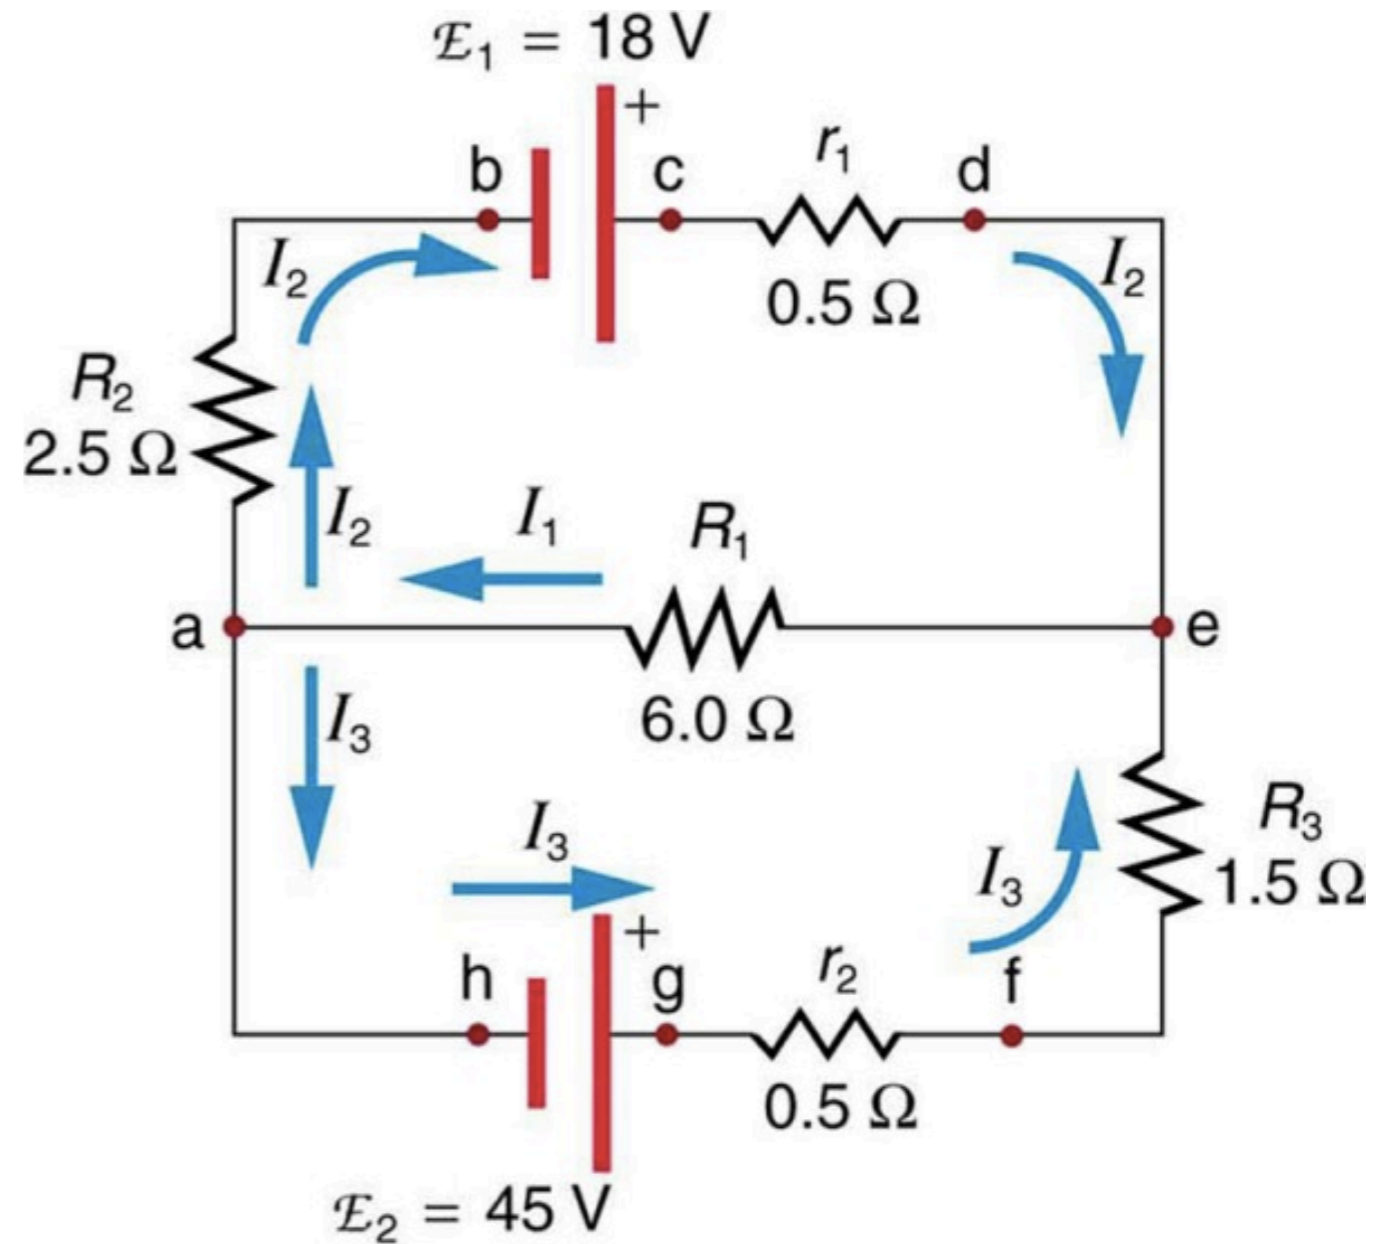 ℰ₁ = 18 V
+
b
c
r₁
d
I₂
0.5 Ω
I₂
R₂
2.5 Ω
I₂
I₁
R₁
a
e
6.0 Ω
I₃
I₃
R₃
1.5 Ω
I₃
+
h
g
r₂
f
0.5 Ω
ℰ₂ = 45 V